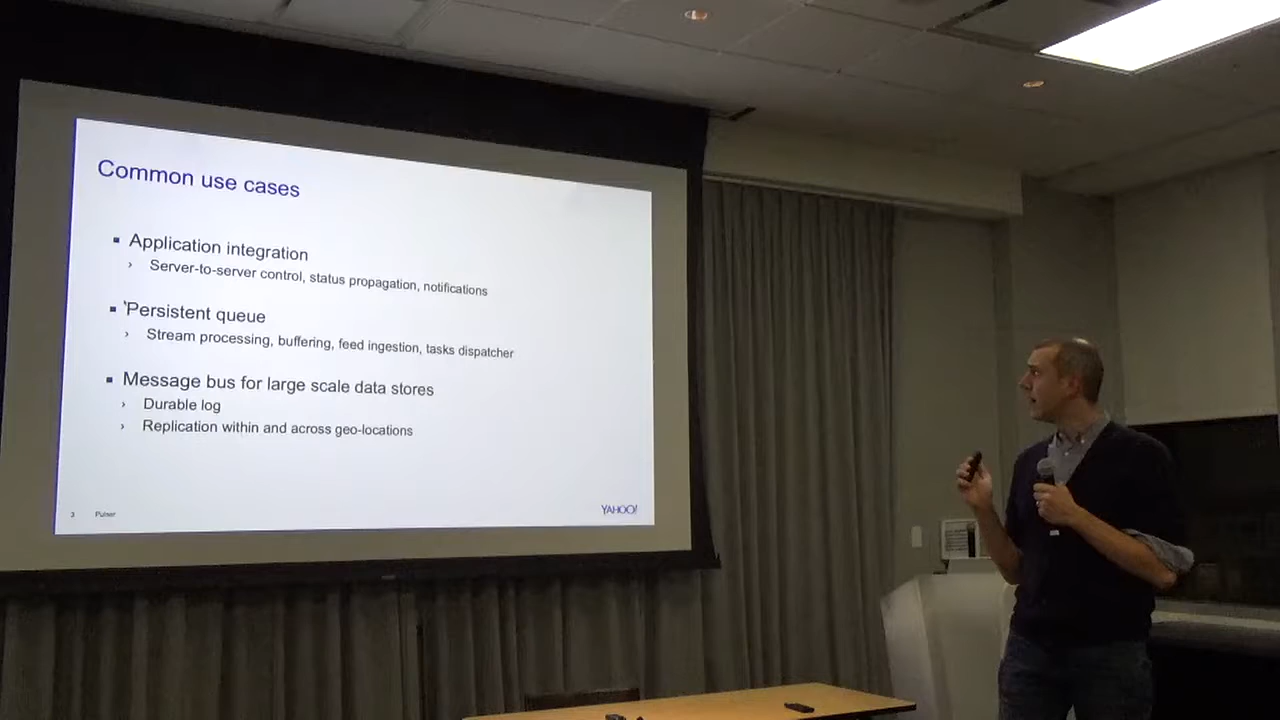 Common use cases
▪ Application integration
› Server-to-server control, status propagation, notifications
▪ 'Persistent queue
› Stream processing, buffering, feed ingestion, tasks dispatcher
▪ Message bus for large scale data stores
› Durable log
› Replication within and across geo-locations
3 Pulsar
YAHOO!